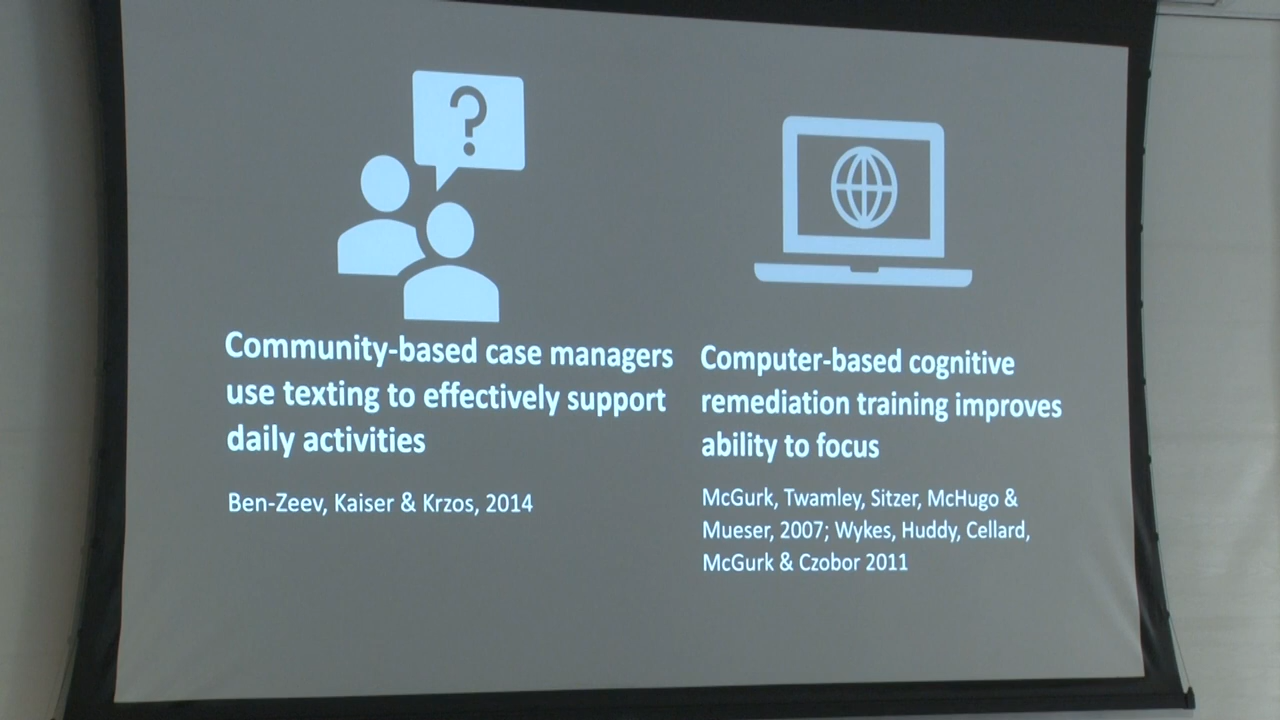 ?
Community-based case managers
use texting to effectively support
daily activities
Ben-Zeev, Kaiser & Krzos, 2014
Computer-based cognitive
remediation training improves
ability to focus
McGurk, Twamley, Sitzer, McHugo &
Mueser, 2007; Wykes, Huddy, Cellard,
McGurk & Czobor 2011